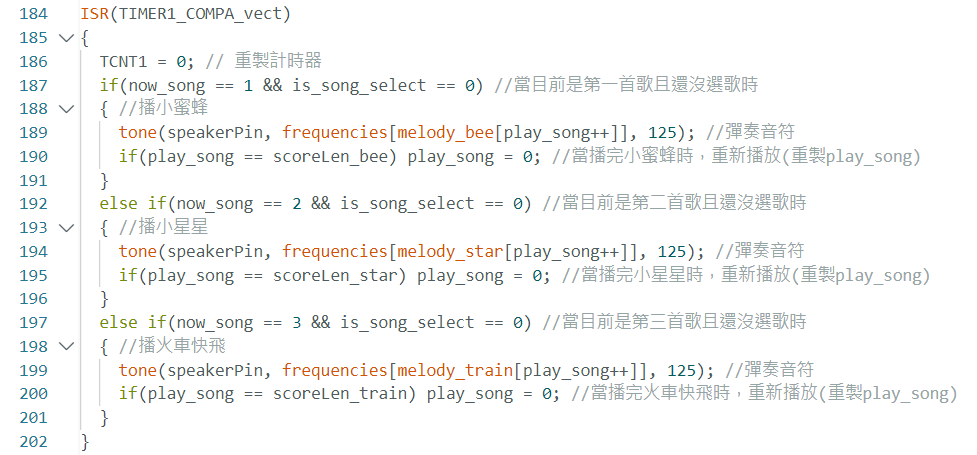 184 ISR(TIMER1_COMPA_vect)
185 {
186 TCNT1 = 0; // 重製計時器
187 if(now_song == 1 && is_song_select == 0) //當目前是第一首歌且還沒選歌時
188 { //播小蜜蜂
189 tone(speakerPin, frequencies[melody_bee[play_song++]], 125); //彈奏音符
190 if(play_song == scoreLen_bee) play_song = 0; //當播完小蜜蜂時，重新播放(重製play_song)
191 }
192 else if(now_song == 2 && is_song_select == 0) //當目前是第二首歌且還沒選歌時
193 { //播小星星
194 tone(speakerPin, frequencies[melody_star[play_song++]], 125); //彈奏音符
195 if(play_song == scoreLen_star) play_song = 0; //當播完小星星時，重新播放(重製play_song)
196 }
197 else if(now_song == 3 && is_song_select == 0) //當目前是第三首歌且還沒選歌時
198 { //播火車快飛
199 tone(speakerPin, frequencies[melody_train[play_song++]], 125); //彈奏音符
200 if(play_song == scoreLen_train) play_song = 0; //當播完火車快飛時，重新播放(重製play_song)
201 }
202 }